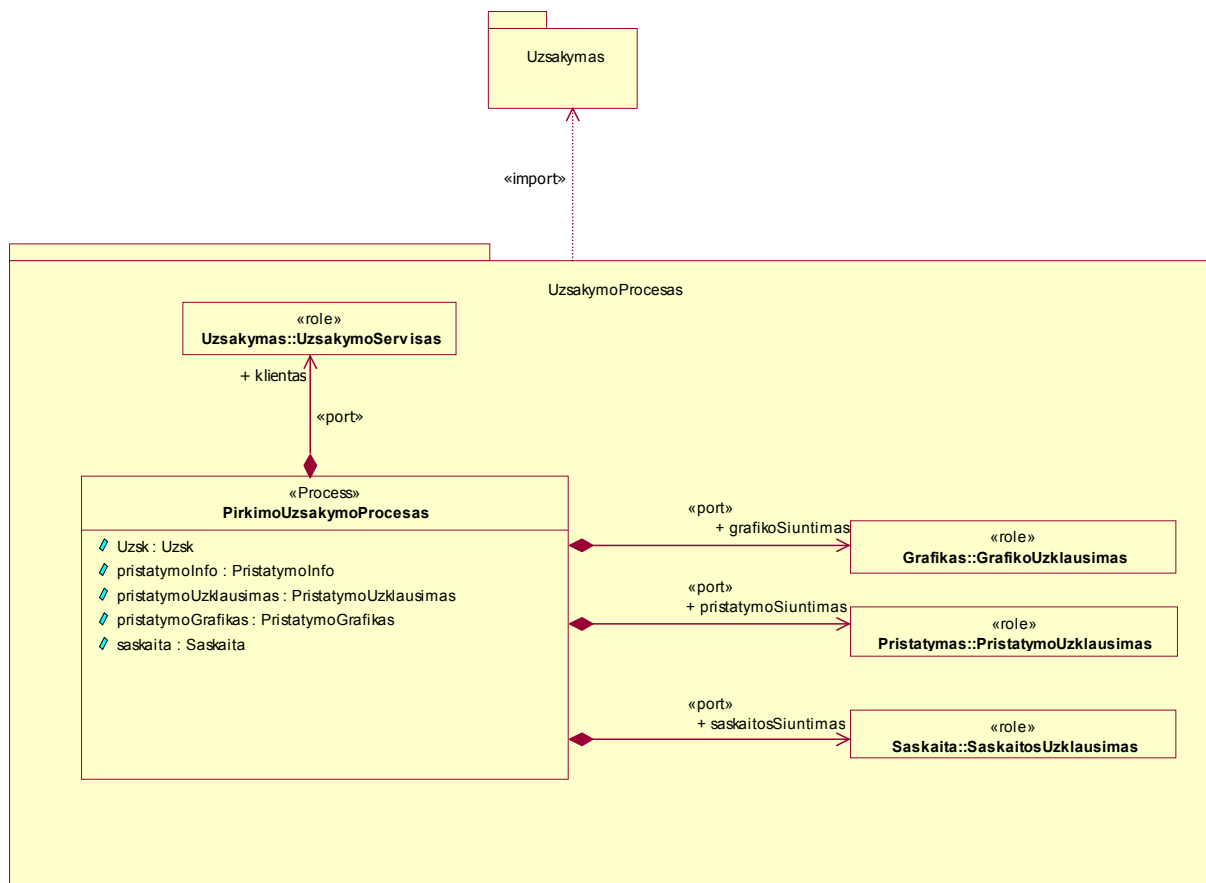 Uzsakymas
«import»
UzsakymoProcesas
«role»
Uzsakymas::UzsakymoServisas
+ klientas
«port»
«Process»
PirkimoUzsakymoProcesas
Uzsk : Uzsk
pristatymoInfo : PristatymoInfo
pristatymoUzklausimas : PristatymoUzklausimas
pristatymoGrafikas : PristatymoGrafikas
saskaita : Saskaita
«port»
+ grafikoSiuntimas
«role»
Grafikas::GrafikoUzklausimas
«port»
+ pristatymoSiuntimas
«role»
Pristatymas::PristatymoUzklausimas
«port»
+ saskaitosSiuntimas
«role»
Saskaita::SaskaitosUzklausimas